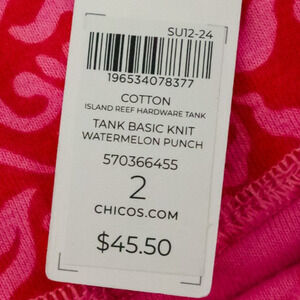 SU12-24
196534078377
COTTON
ISLAND REEF HARDWARE TANK
TANK BASIC KNIT
WATERMELON PUNCH
570366455
2
CHICOS.COM
$45.50